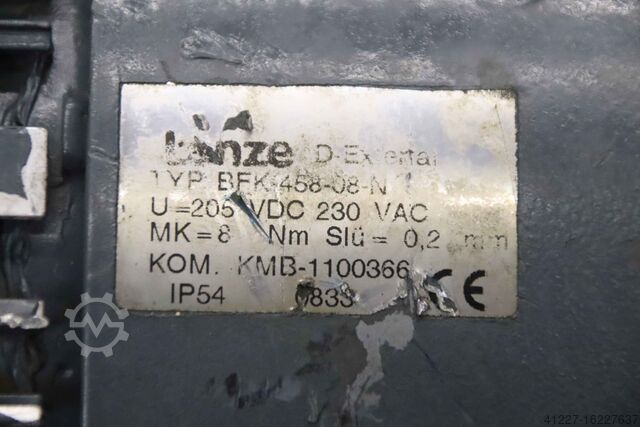 Lenze D-Extertal
TYP BFK 458-08-N
U=205 VDC 230 VAC
MK=8 Nm Slü= 0,2 mm
KOM. KMB-1100366
IP54 0833 CE
41227-16227637